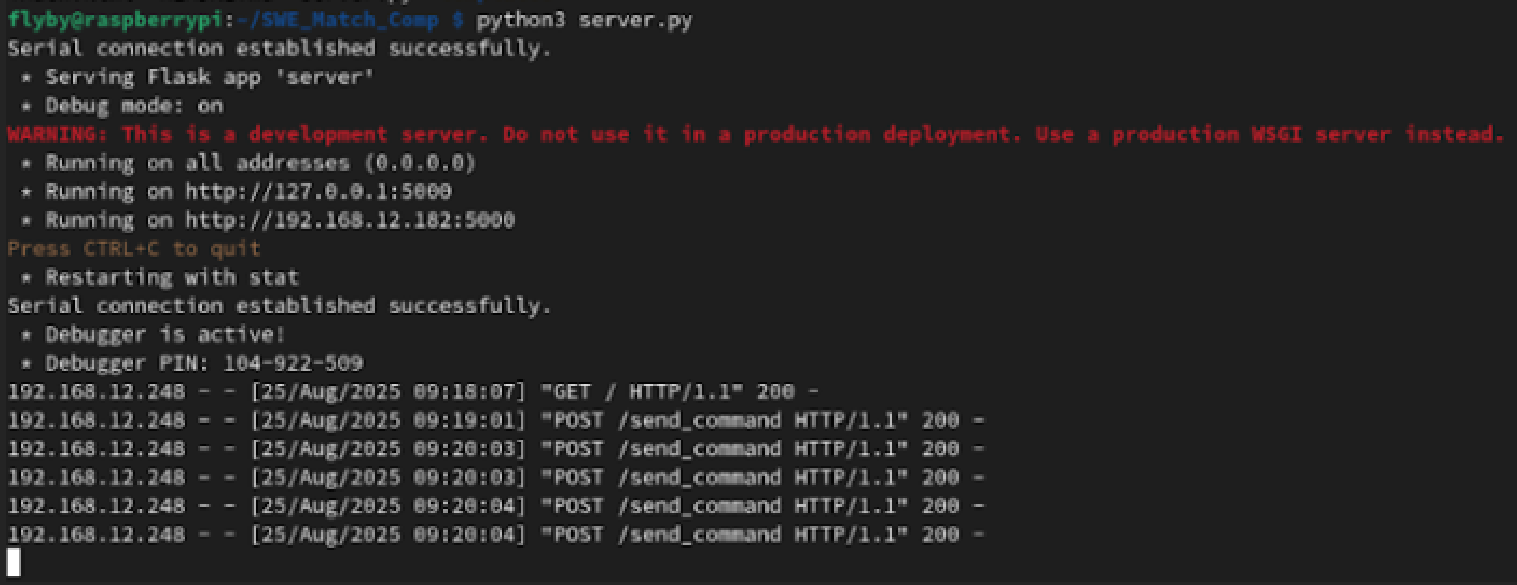 flyby@raspberrypi:~/SWE_Match_Comp $ python3 server.py
Serial connection established successfully.
* Serving Flask app 'server'
* Debug mode: on
WARNING: This is a development server. Do not use it in a production deployment. Use a production WSGI server instead.
* Running on all addresses (0.0.0.0)
* Running on http://127.0.0.1:5000
* Running on http://192.168.12.182:5000
Press CTRL+C to quit
* Restarting with stat
Serial connection established successfully.
* Debugger is active!
* Debugger PIN: 104-922-509
192.168.12.248 - - [25/Aug/2025 09:18:07] "GET / HTTP/1.1" 200 -
192.168.12.248 - - [25/Aug/2025 09:19:01] "POST /send_command HTTP/1.1" 200 -
192.168.12.248 - - [25/Aug/2025 09:20:03] "POST /send_command HTTP/1.1" 200 -
192.168.12.248 - - [25/Aug/2025 09:20:03] "POST /send_command HTTP/1.1" 200 -
192.168.12.248 - - [25/Aug/2025 09:20:04] "POST /send_command HTTP/1.1" 200 -
192.168.12.248 - - [25/Aug/2025 09:20:04] "POST /send_command HTTP/1.1" 200 -